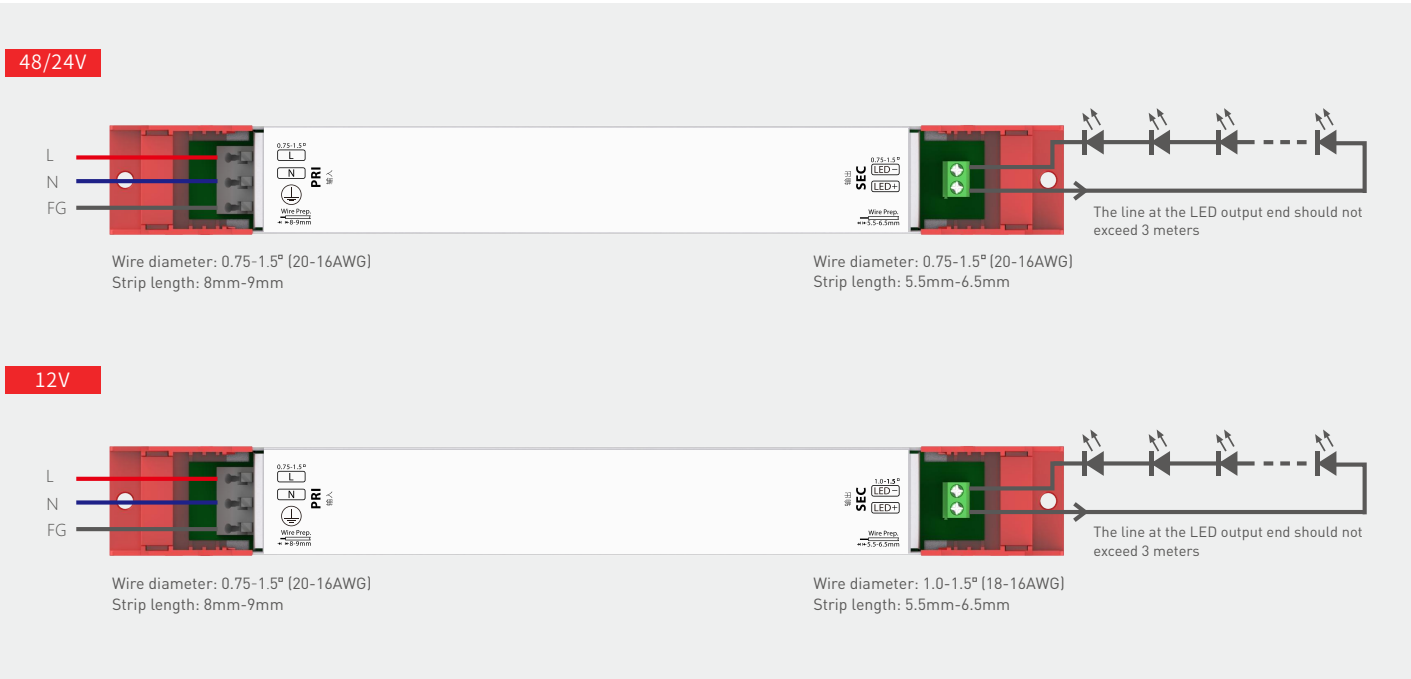 48/24V
L
N
FG
0.75-1.5□
L
N
PRI
输入
Wire Prep.
8-9mm
0.75-1.5□
LED−
LED+
SEC
输出
Wire Prep.
5.5-6.5mm
The line at the LED output end should not
exceed 3 meters
Wire diameter: 0.75-1.5□ (20-16AWG)
Strip length: 8mm-9mm
Wire diameter: 0.75-1.5□ (20-16AWG)
Strip length: 5.5mm-6.5mm
12V
L
N
FG
0.75-1.5□
L
N
PRI
输入
Wire Prep.
8-9mm
1.0-1.5□
LED−
LED+
SEC
输出
Wire Prep.
5.5-6.5mm
The line at the LED output end should not
exceed 3 meters
Wire diameter: 0.75-1.5□ (20-16AWG)
Strip length: 8mm-9mm
Wire diameter: 1.0-1.5□ (18-16AWG)
Strip length: 5.5mm-6.5mm